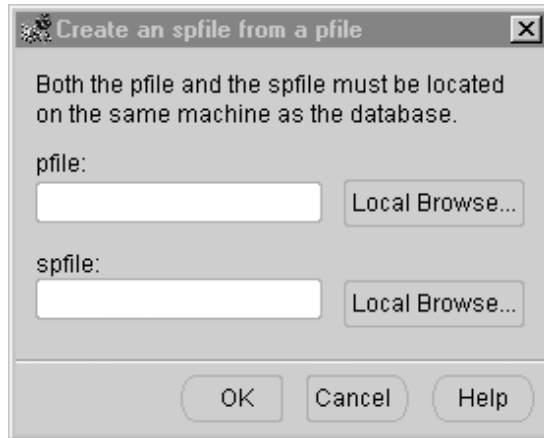 Create an spfile from a pfile
Both the pfile and the spfile must be located
on the same machine as the database.
pfile:
Local Browse...
spfile:
Local Browse...
OK Cancel Help